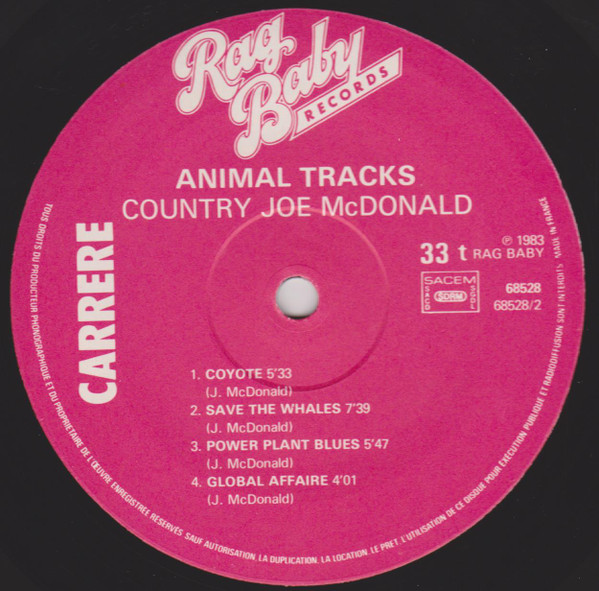 Rag
Baby
RECORDS
ANIMAL TRACKS
COUNTRY JOE McDONALD
CARRERE
33 t
℗ 1983
RAG BABY
SACEM
SACD
SDRM
SGDL
68528
68528/2
1. COYOTE 5'33
(J. McDonald)
2. SAVE THE WHALES 7'39
(J. McDonald)
3. POWER PLANT BLUES 5'47
(J. McDonald)
4. GLOBAL AFFAIRE 4'01
(J. McDonald)
TOUS DROITS DU PRODUCTEUR PHONOGRAPHIQUE ET DU PROPRIETAIRE DE L'ŒUVRE ENREGISTREE RESERVES. SAUF AUTORISATION, LA DUPLICATION, LA LOCATION, LE PRET, L'UTILISATION DE CE DISQUE POUR EXECUTION PUBLIQUE ET RADIODIFFUSION SONT INTERDITS. MADE IN FRANCE